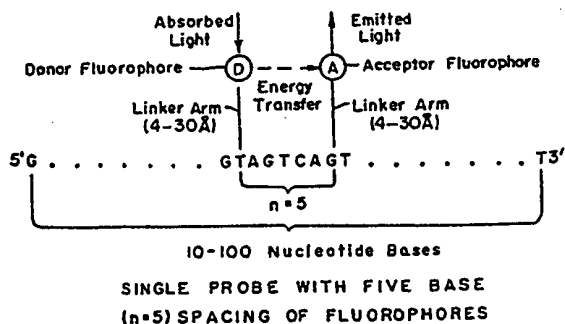 Absorbed Light
Emitted Light
Donor Fluorophore
D
A
Acceptor Fluorophore
Energy Transfer
Linker Arm (4-30Å)
Linker Arm (4-30Å)
5'G . . . . . . . . GTAGTCAGT . . . . . . . T3'
n=5
10-100 Nucleotide Bases
SINGLE PROBE WITH FIVE BASE
(n=5) SPACING OF FLUOROPHORES